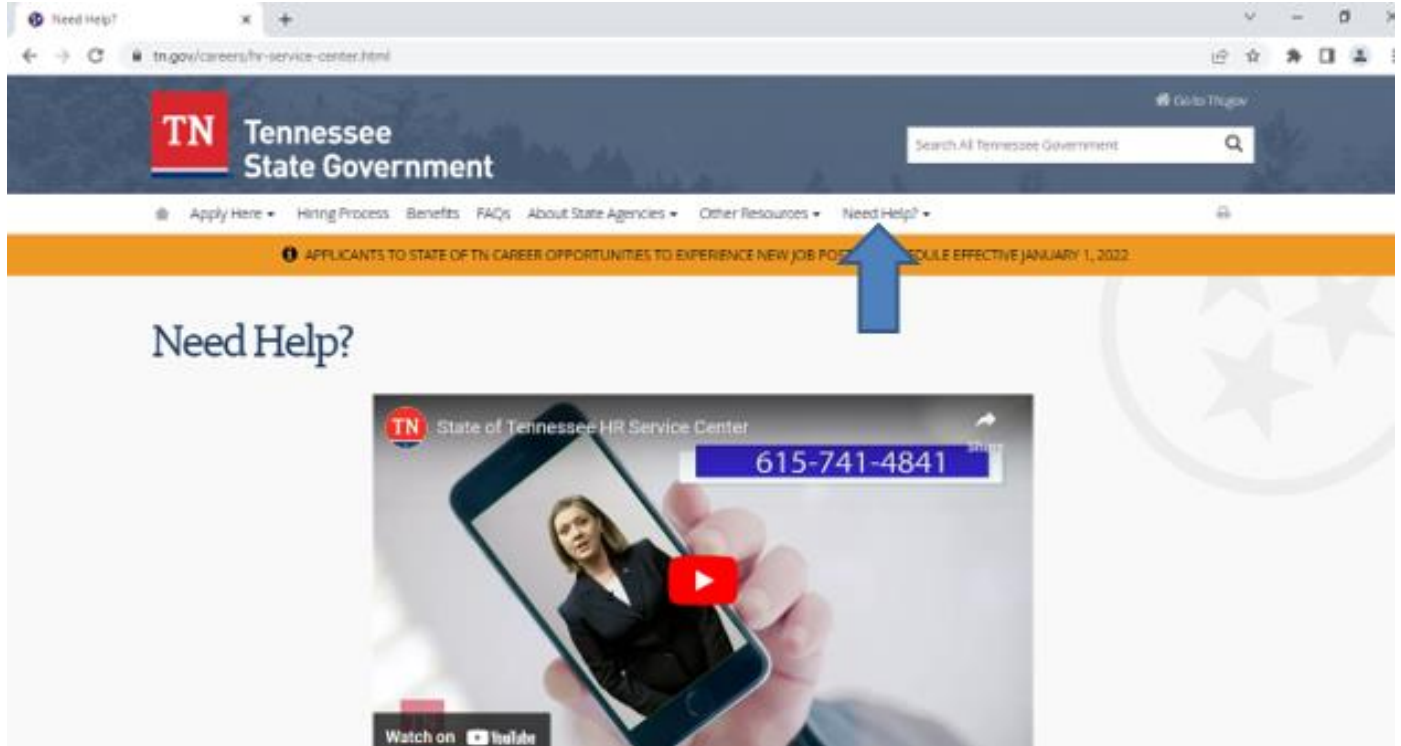 Need Help?
tn.gov/careers/hr-service-center.html
Go to TN.gov
TN Tennessee
State Government
Search All Tennessee Government
Apply Here Hiring Process Benefits FAQs About State Agencies Other Resources Need Help?
APPLICANTS TO STATE OF TN CAREER OPPORTUNITIES TO EXPERIENCE NEW JOB EFFECTIVE JANUARY 1, 2022
Need Help?
TN State of Tennessee HR Service Center
Share
615-741-4841
TN
Watch on YouTube